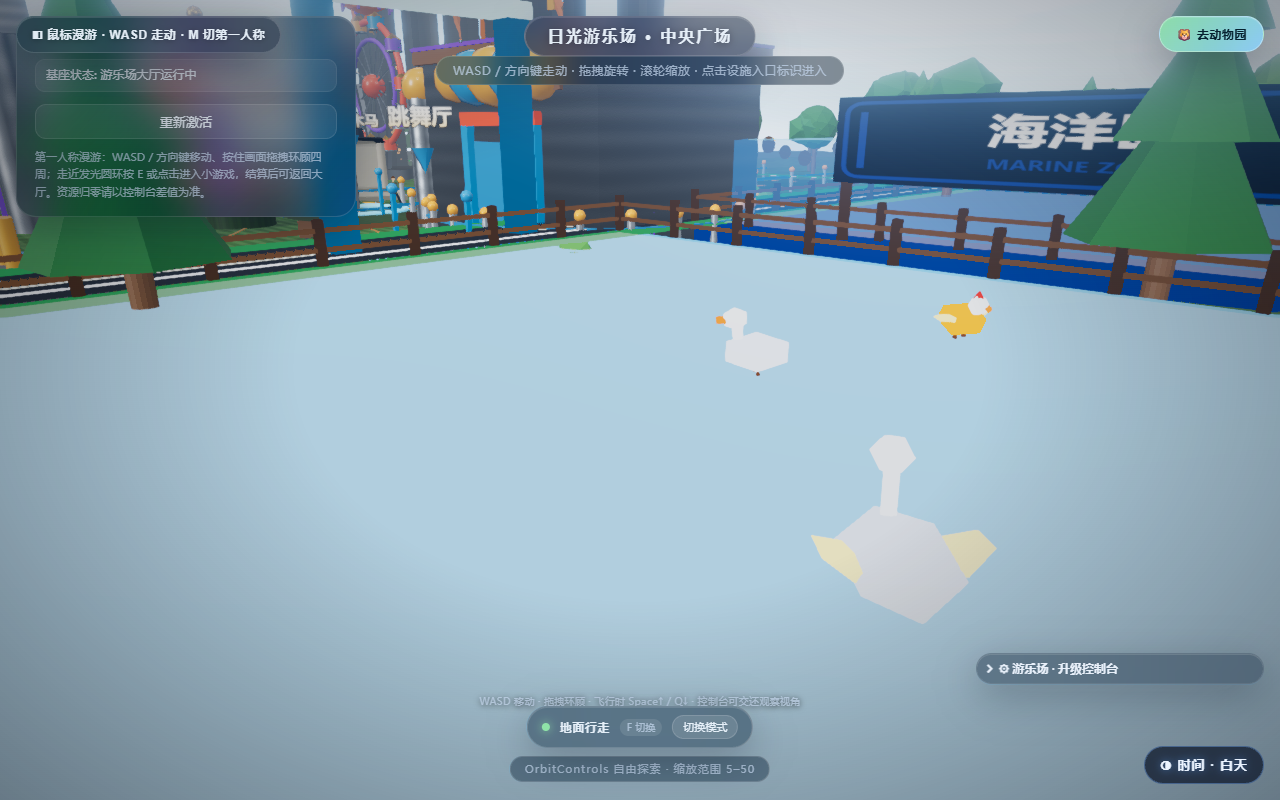 鼠标漫游 · WASD 走动 · M 切第一人称
基座状态: 游乐场大厅运行中
重新激活
第一人称漫游：WASD / 方向键移动、按住画面拖拽环顾四
周；走近发光圆环按 E 或点击进入小游戏，结算后可返回大
厅。资源归零请以控制台差值为准。
日光游乐场 • 中央广场
WASD / 方向键走动 · 拖拽旋转 · 滚轮缩放 · 点击设施入口标识进入
去动物园
木马
跳舞厅
海洋
MARINE Z
游乐场 · 升级控制台
WASD 移动 · 拖拽环顾 · 飞行时 Space↑ / Q↓ · 控制台可交还观察视角
地面行走
F 切换
切换模式
OrbitControls 自由探索 · 缩放范围 5–50
时间 · 白天